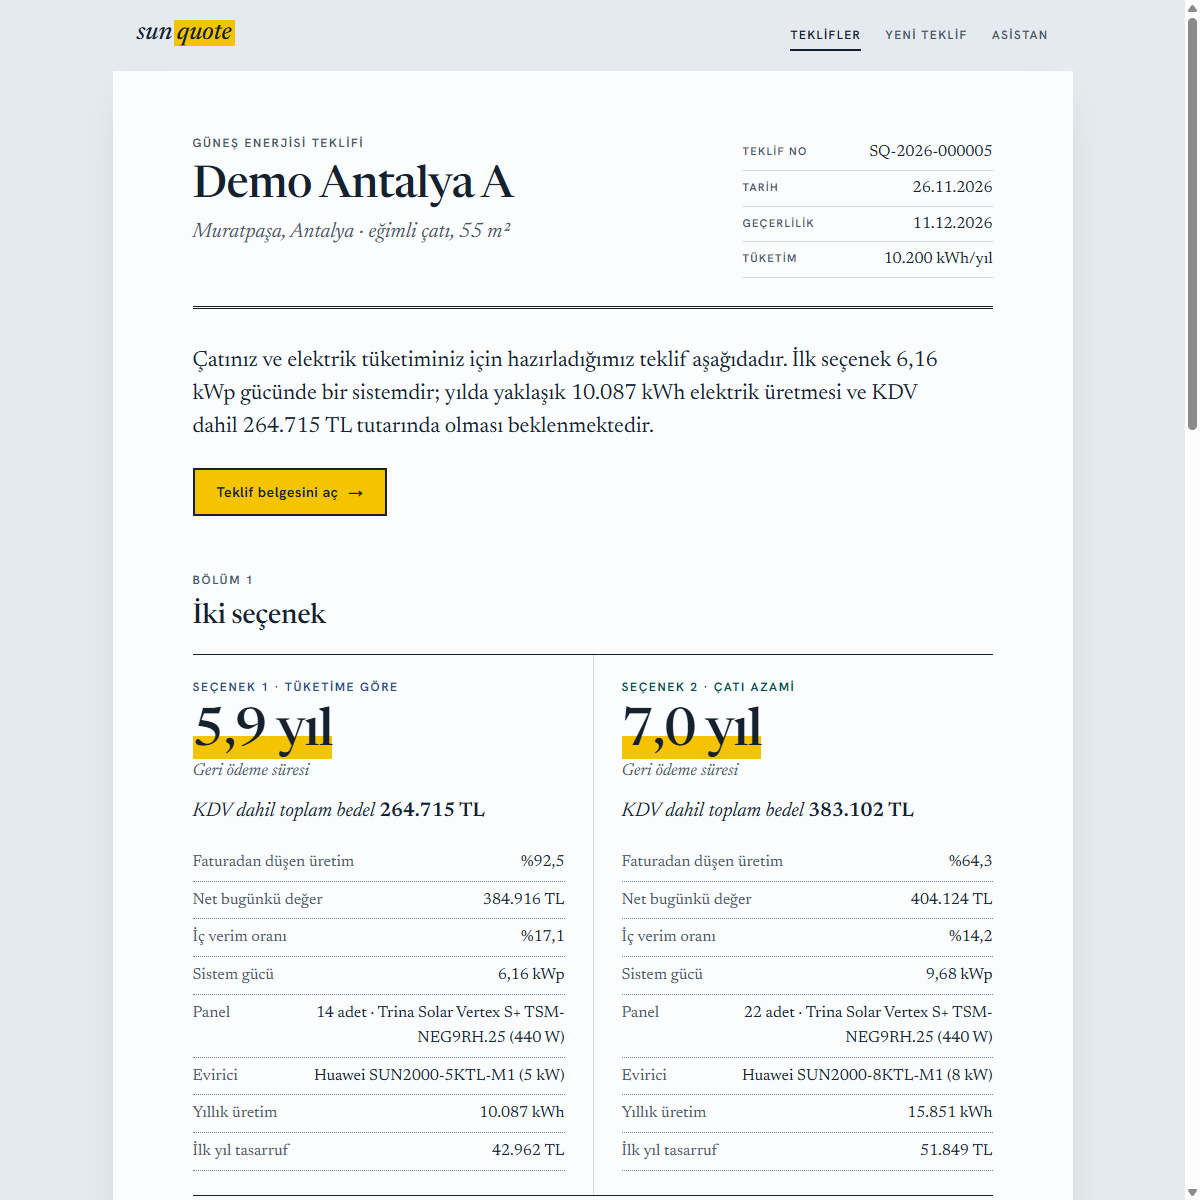 sun quote
TEKLİFLER YENİ TEKLİF ASİSTAN
GÜNEŞ ENERJİSİ TEKLİFİ
Demo Antalya A
Muratpaşa, Antalya · eğimli çatı, 55 m²
TEKLİF NO SQ-2026-000005
TARİH 26.11.2026
GEÇERLİLİK 11.12.2026
TÜKETİM 10.200 kWh/yıl
Çatınız ve elektrik tüketiminiz için hazırladığımız teklif aşağıdadır. İlk seçenek 6,16
kWp gücünde bir sistemdir; yılda yaklaşık 10.087 kWh elektrik üretmesi ve KDV
dahil 264.715 TL tutarında olması beklenmektedir.
Teklif belgesini aç →
BÖLÜM 1
İki seçenek
SEÇENEK 1 · TÜKETİME GÖRE
5,9 yıl
Geri ödeme süresi
KDV dahil toplam bedel 264.715 TL
Faturadan düşen üretim %92,5
Net bugünkü değer 384.916 TL
İç verim oranı %17,1
Sistem gücü 6,16 kWp
Panel 14 adet · Trina Solar Vertex S+ TSM-
NEG9RH.25 (440 W)
Evirici Huawei SUN2000-5KTL-M1 (5 kW)
Yıllık üretim 10.087 kWh
İlk yıl tasarruf 42.962 TL
SEÇENEK 2 · ÇATI AZAMİ
7,0 yıl
Geri ödeme süresi
KDV dahil toplam bedel 383.102 TL
Faturadan düşen üretim %64,3
Net bugünkü değer 404.124 TL
İç verim oranı %14,2
Sistem gücü 9,68 kWp
Panel 22 adet · Trina Solar Vertex S+ TSM-
NEG9RH.25 (440 W)
Evirici Huawei SUN2000-8KTL-M1 (8 kW)
Yıllık üretim 15.851 kWh
İlk yıl tasarruf 51.849 TL